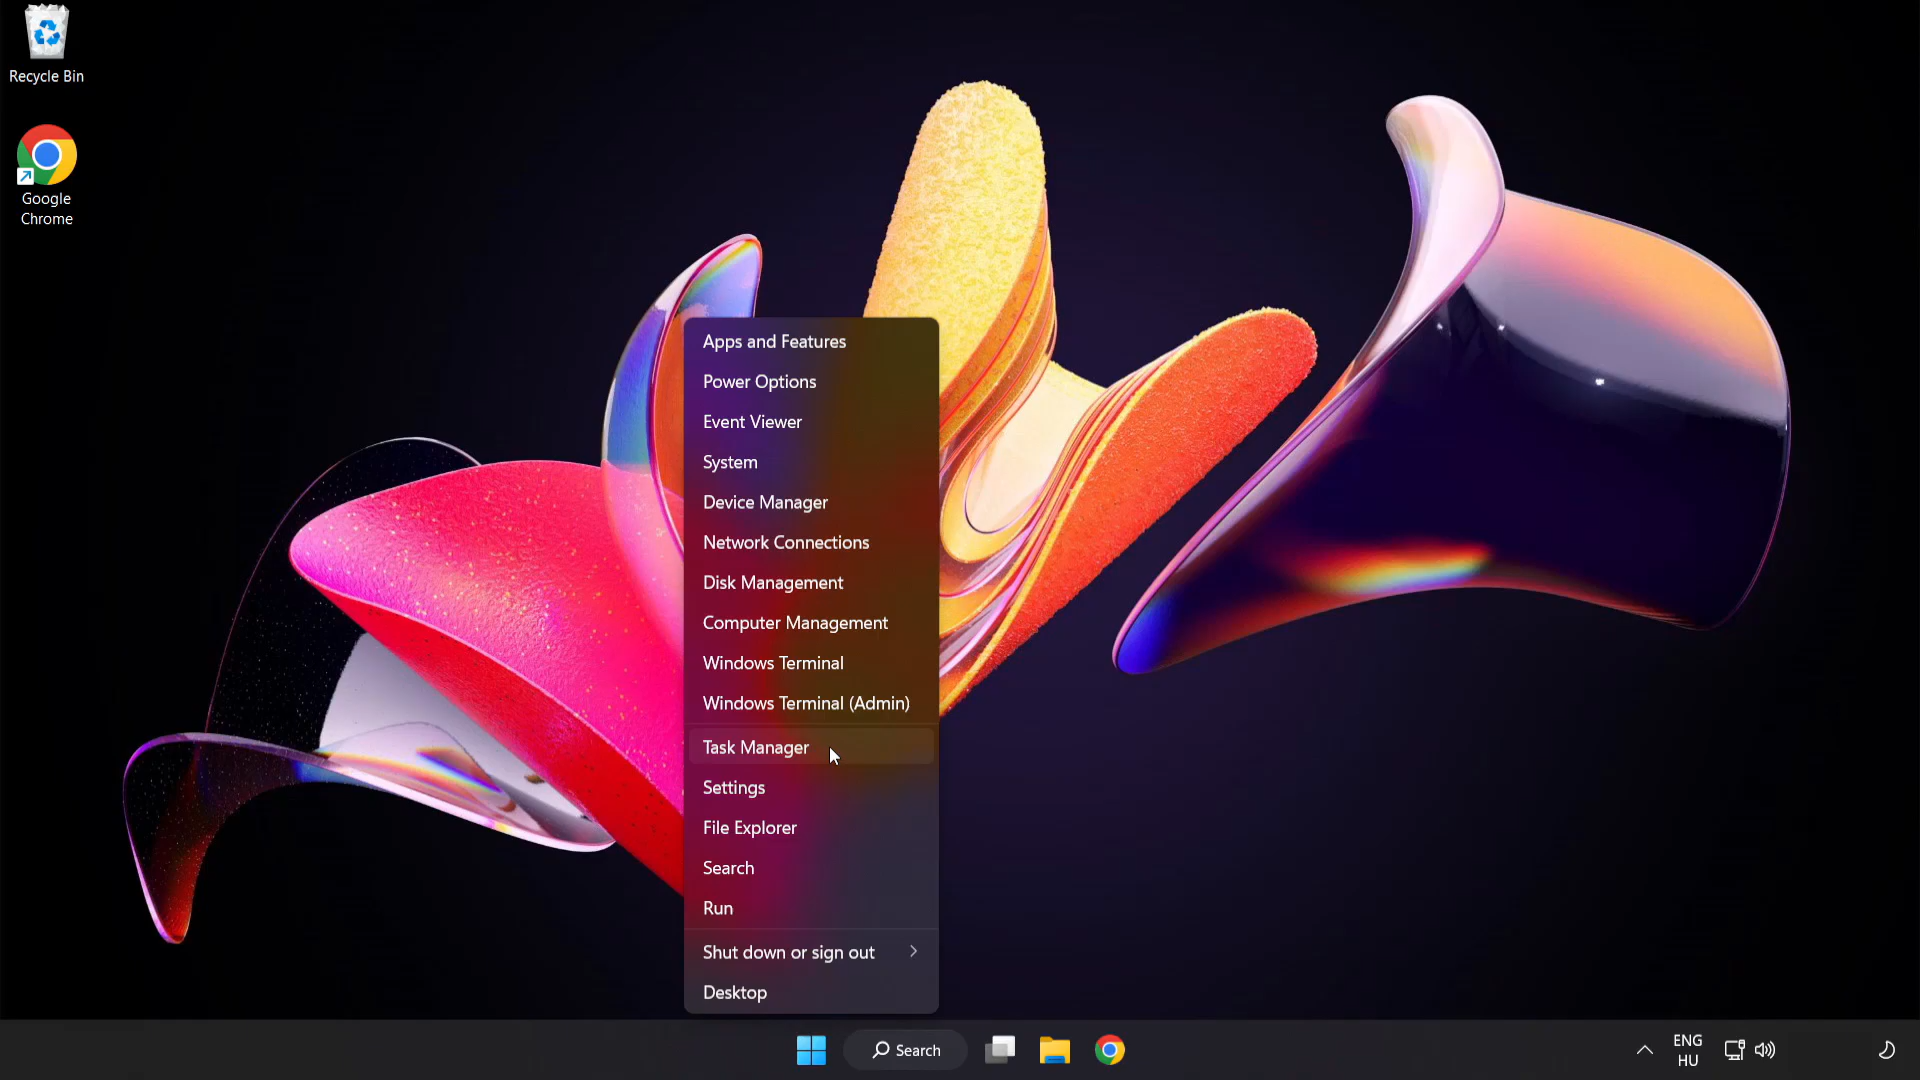 Recycle Bin
Google
Chrome
Apps and Features
Power Options
Event Viewer
System
Device Manager
Network Connections
Disk Management
Computer Management
Windows Terminal
Windows Terminal (Admin)
Task Manager
Settings
File Explorer
Search
Run
Shut down or sign out
Desktop
Search
ENG
HU